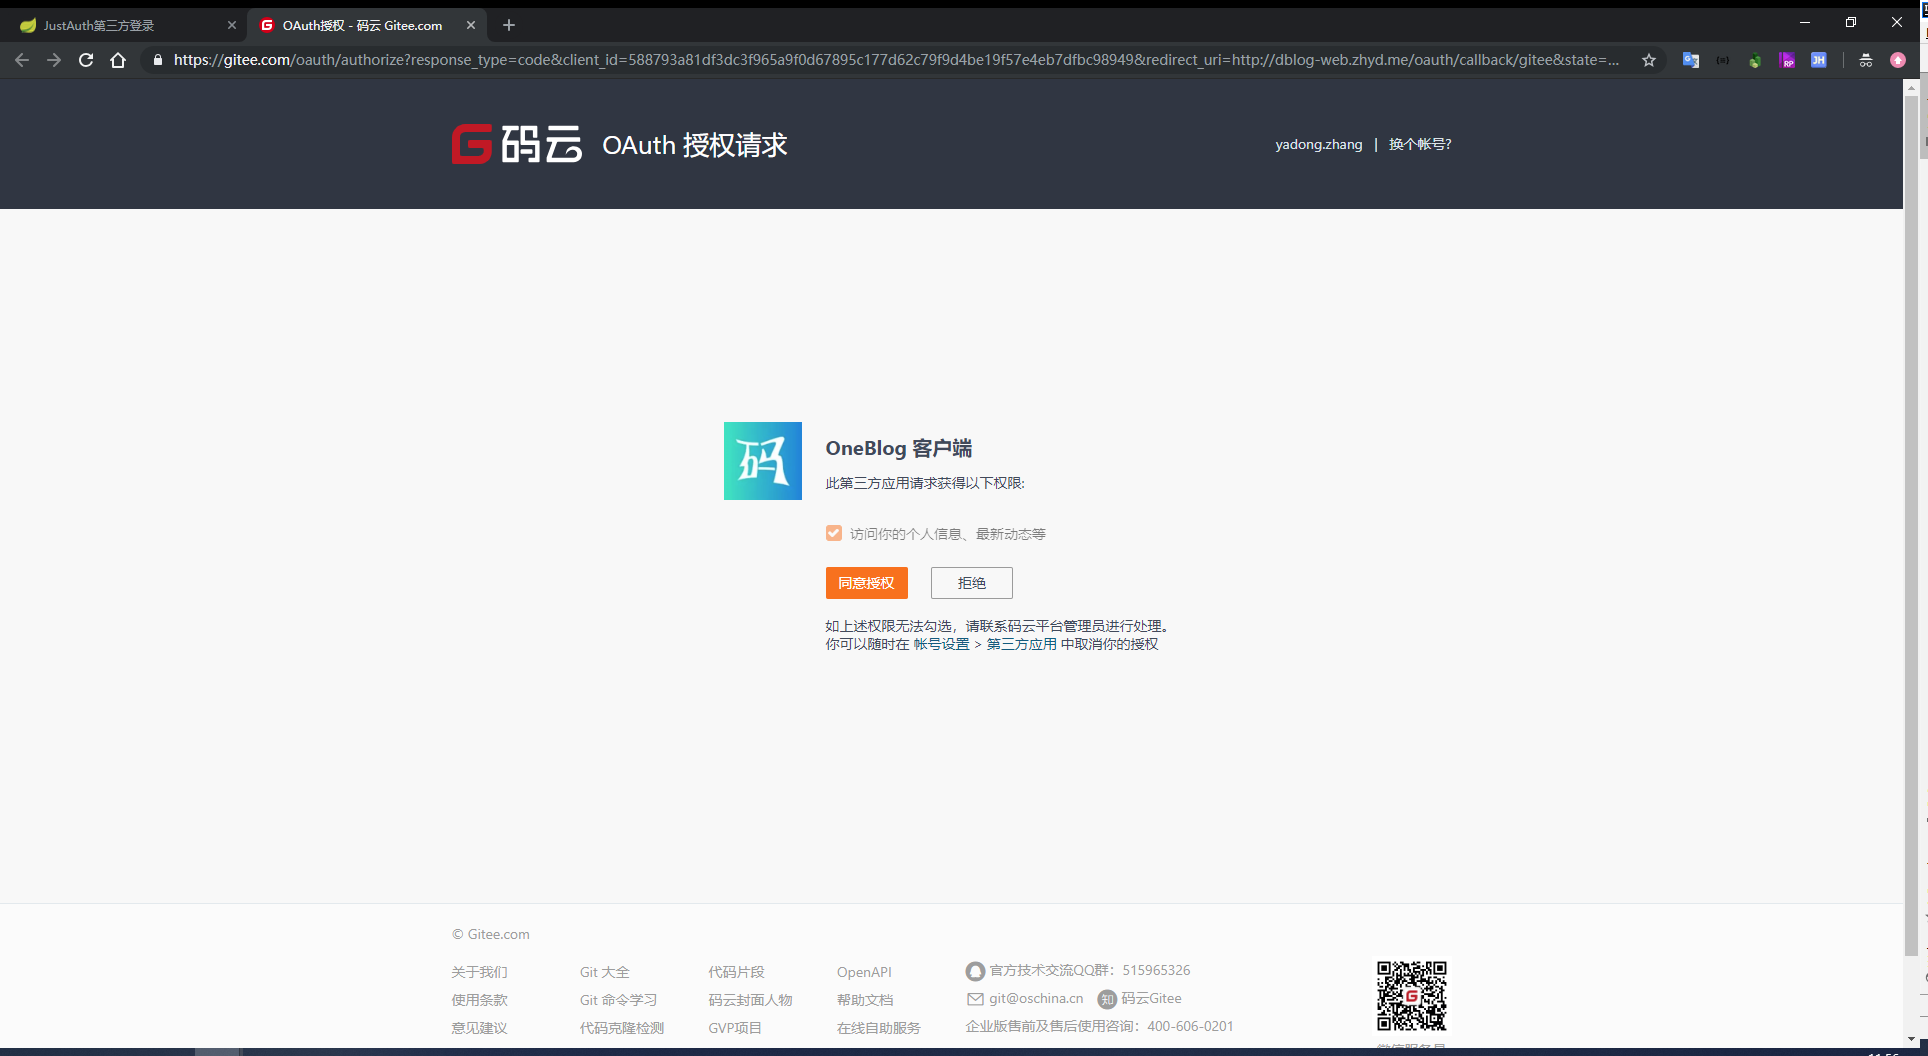 JustAuth第三方登录
OAuth授权 - 码云 Gitee.com
https://gitee.com/oauth/authorize?response_type=code&client_id=588793a81df3dc3f965a9f0d67895c177d62c79f9d4be19f57e4eb7dfbc98949&redirect_uri=http://dblog-web.zhyd.me/oauth/callback/gitee&state=...
RP
JH
G 码云 OAuth 授权请求
yadong.zhang | 换个帐号?
码
OneBlog 客户端
此第三方应用请求获得以下权限:
访问你的个人信息、最新动态等
同意授权 拒绝
如上述权限无法勾选，请联系码云平台管理员进行处理。
你可以随时在 帐号设置 > 第三方应用 中取消你的授权
© Gitee.com
关于我们 Git 大全 代码片段 OpenAPI 官方技术交流QQ群：515965326
使用条款 Git 命令学习 码云封面人物 帮助文档 git@oschina.cn 知 码云Gitee
意见建议 代码克隆检测 GVP项目 在线自助服务 企业版售前及售后使用咨询：400-606-0201